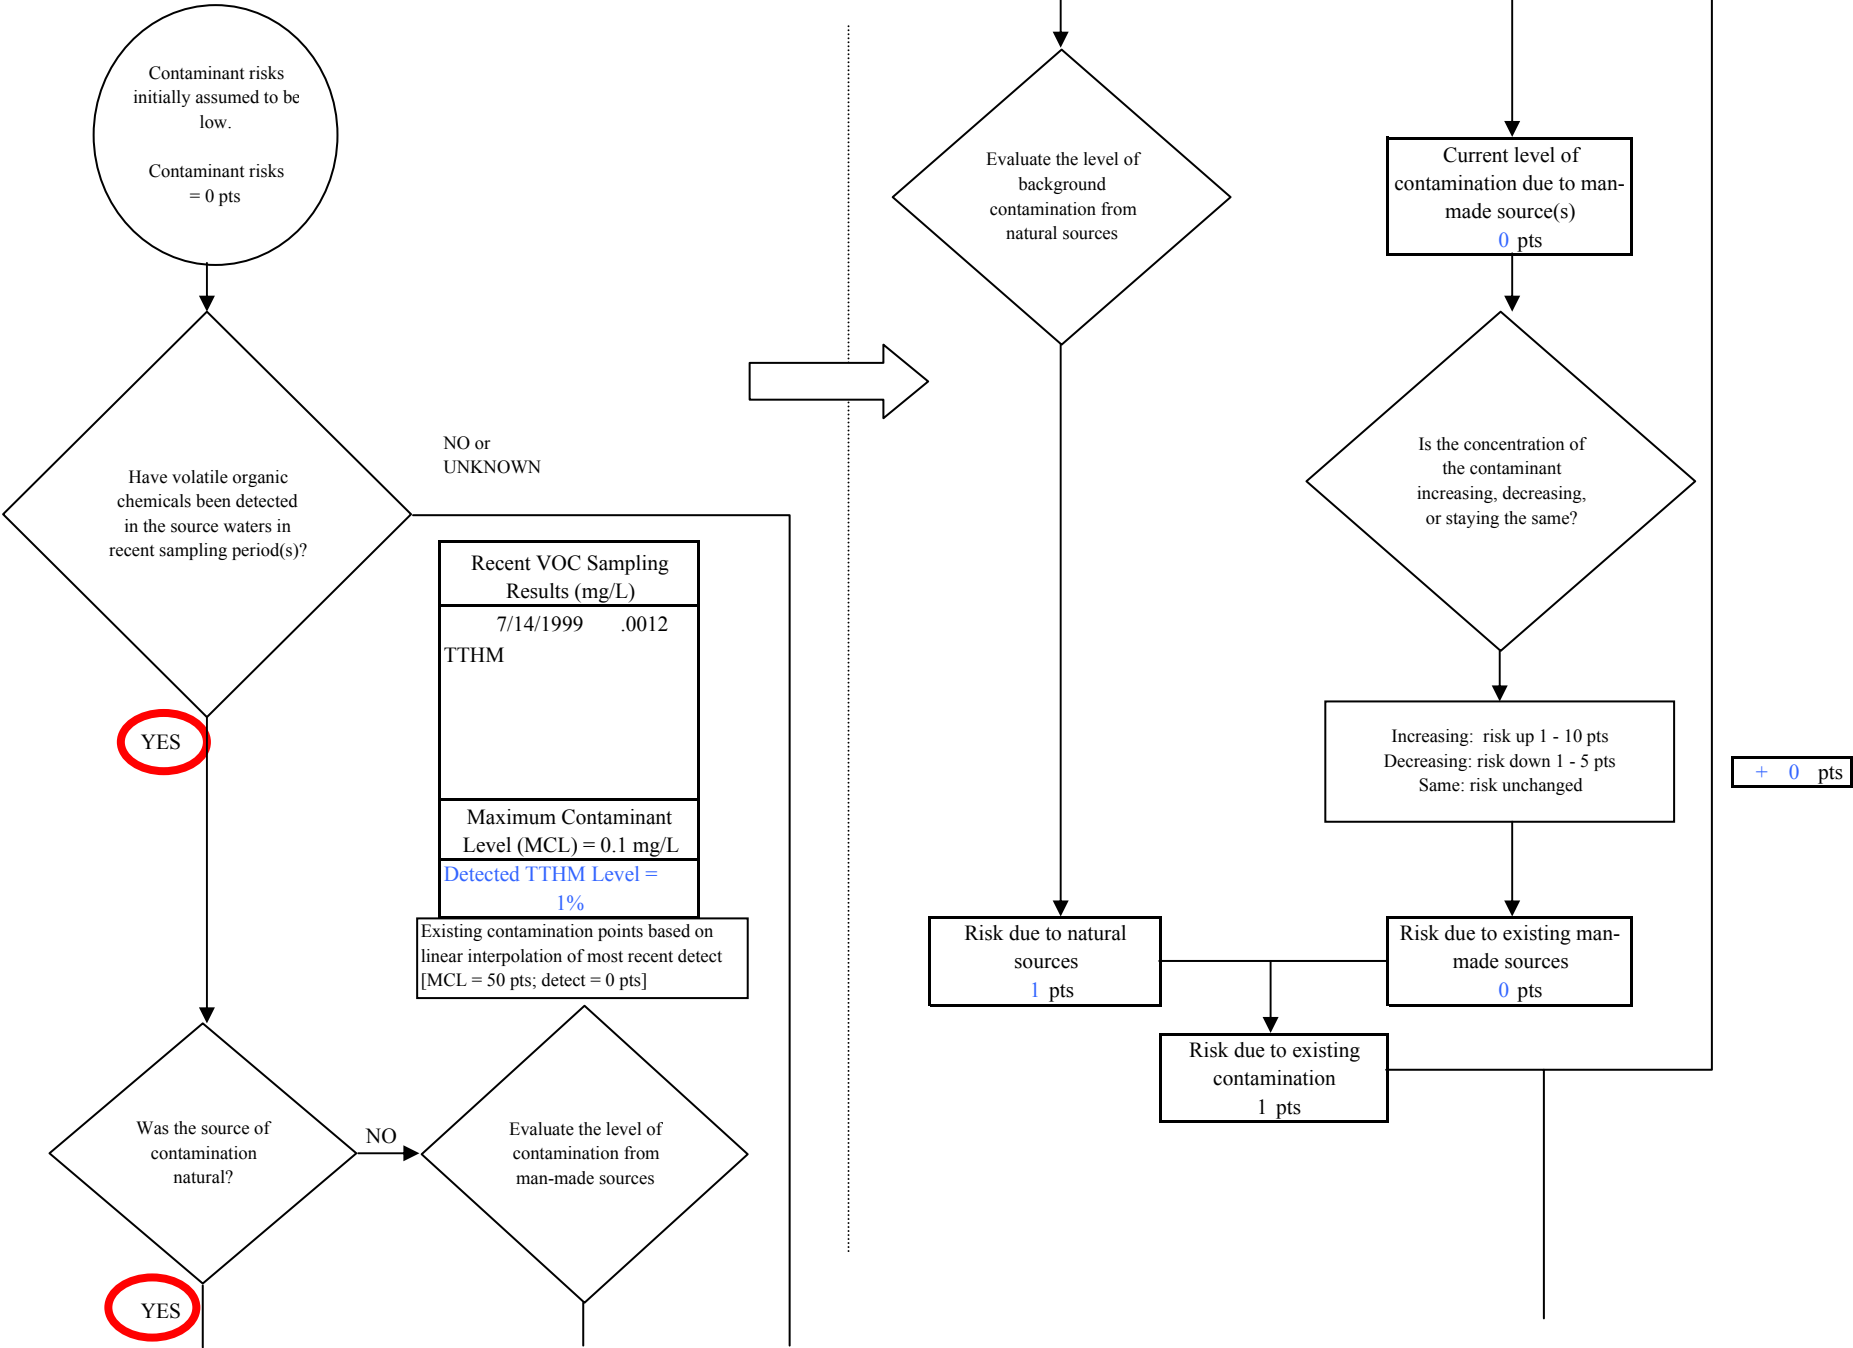 Contaminant risks
initially assumed to be
low.
Contaminant risks
= 0 pts
Have volatile organic
chemicals been detected
in the source waters in
recent sampling period(s)?
NO or
UNKNOWN
YES
Recent VOC Sampling
Results (mg/L)
7/14/1999 .0012
TTHM
Maximum Contaminant
Level (MCL) = 0.1 mg/L
Detected TTHM Level =
1%
Existing contamination points based on
linear interpolation of most recent detect
[MCL = 50 pts; detect = 0 pts]
Was the source of
contamination
natural?
NO
Evaluate the level of
contamination from
man-made sources
YES
Evaluate the level of
background
contamination from
natural sources
Current level of
contamination due to man-
made source(s)
0 pts
Is the concentration of
the contaminant
increasing, decreasing,
or staying the same?
Increasing: risk up 1 - 10 pts
Decreasing: risk down 1 - 5 pts
Same: risk unchanged
+ 0 pts
Risk due to natural
sources
1 pts
Risk due to existing man-
made sources
0 pts
Risk due to existing
contamination
1 pts